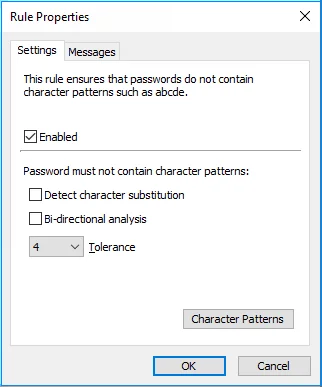 Rule Properties
Settings Messages
This rule ensures that passwords do not contain
character patterns such as abcde.
Enabled
Password must not contain character patterns:
Detect character substitution
Bi-directional analysis
4 Tolerance
Character Patterns
OK Cancel